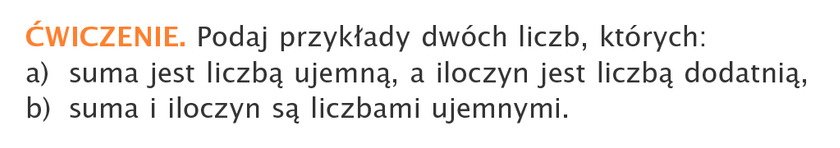 ĆWICZENIE. Podaj przykłady dwóch liczb, których:
a) suma jest liczbą ujemną, a iloczyn jest liczbą dodatnią,
b) suma i iloczyn są liczbami ujemnymi.